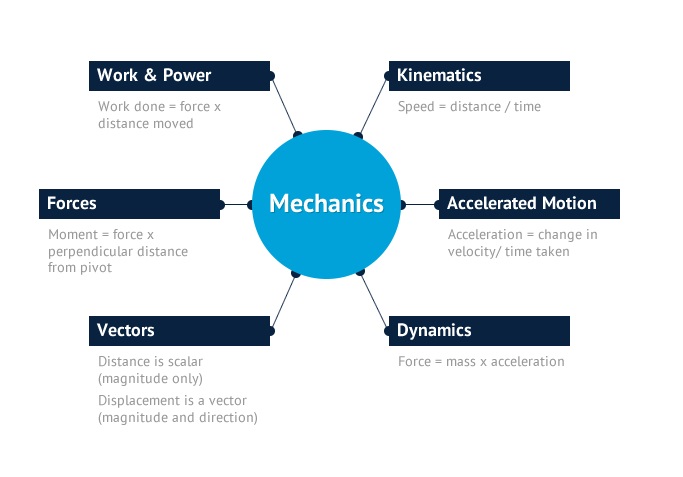 Work & Power
Work done = force x
distance moved
Kinematics
Speed = distance / time
Forces
Moment = force x
perpendicular distance
from pivot
Mechanics
Accelerated Motion
Acceleration = change in
velocity/ time taken
Vectors
Distance is scalar
(magnitude only)
Displacement is a vector
(magnitude and direction)
Dynamics
Force = mass x acceleration